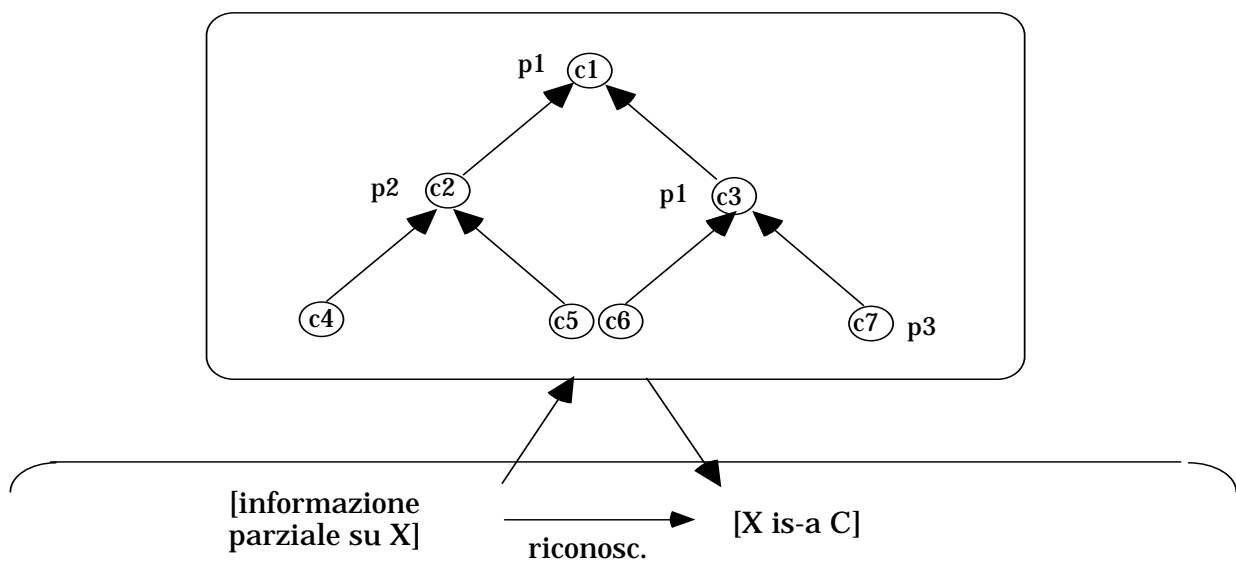 p1 c1
p2 c2 p1 c3
c4 c5 c6 c7 p3
[informazione
parziale su X]
riconosc.
[X is-a C]